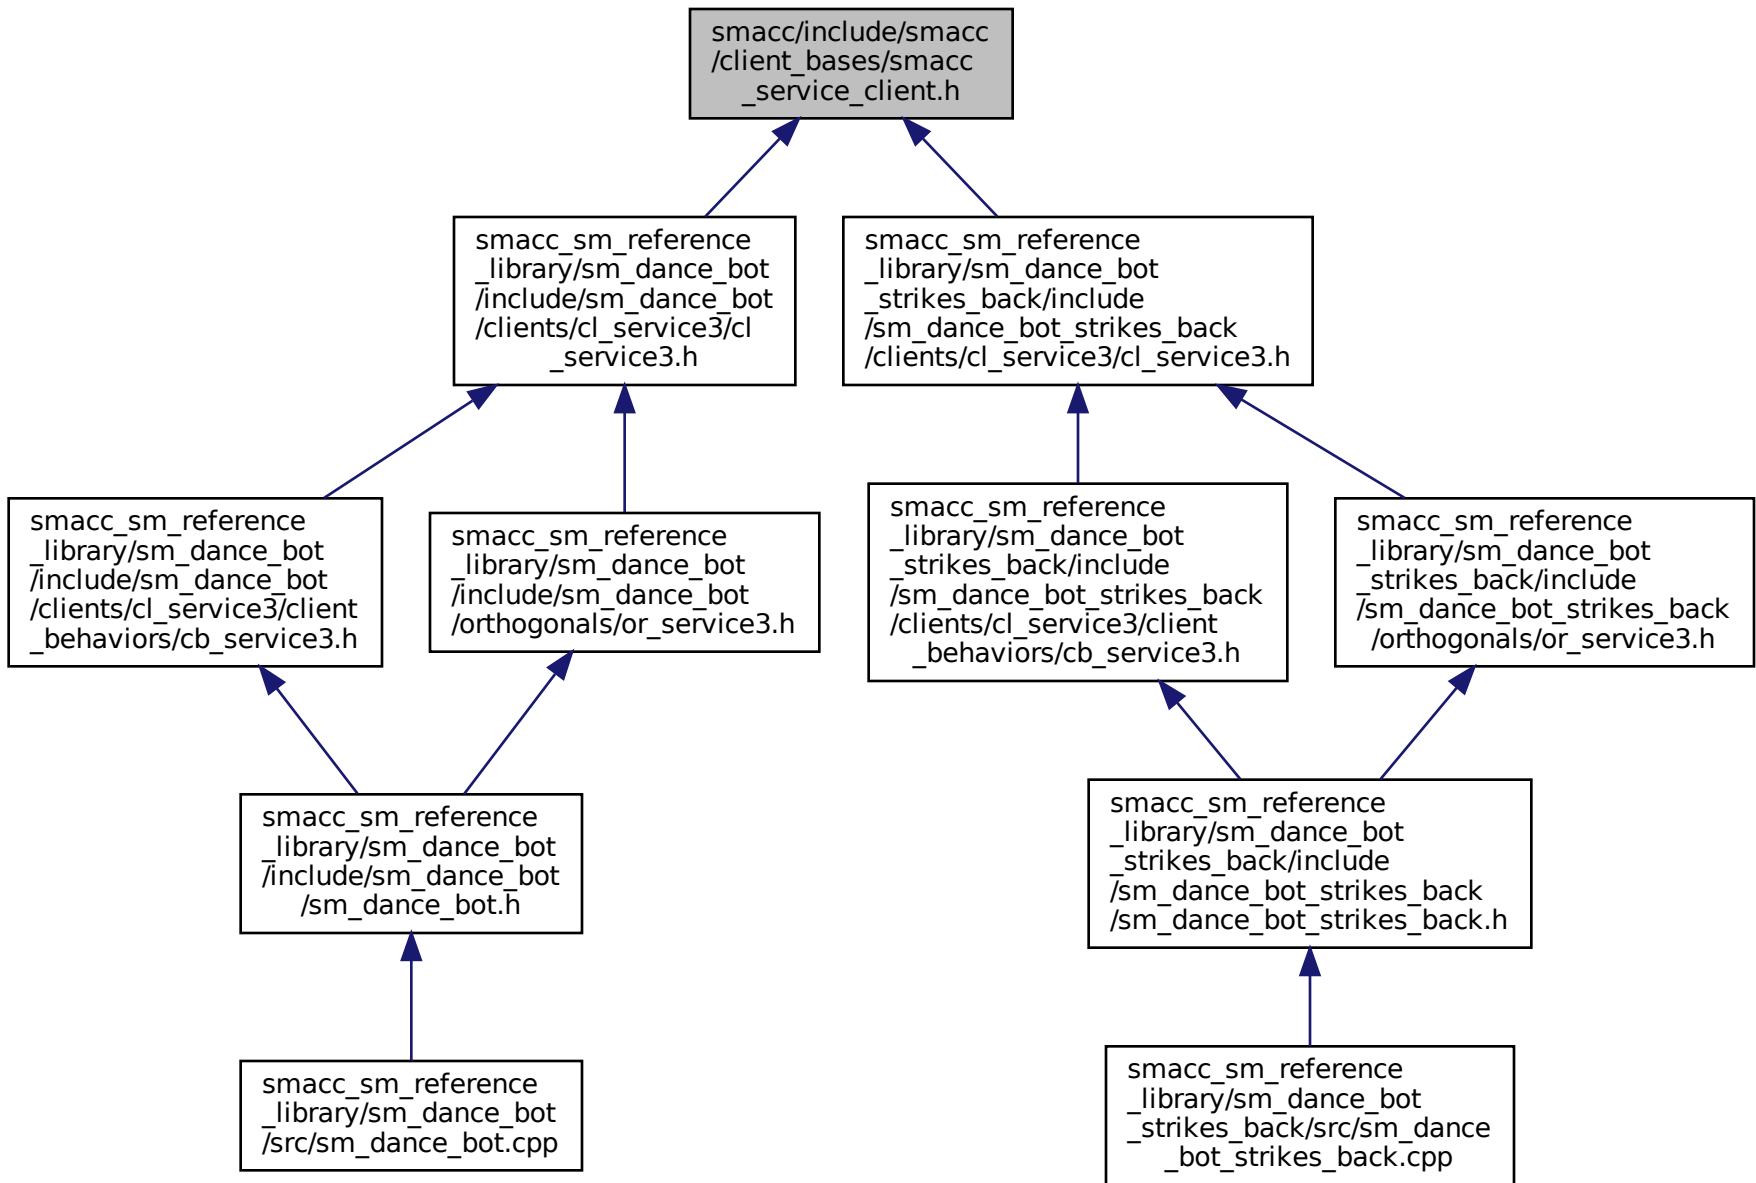 smacc/include/smacc
/client_bases/smacc
_service_client.h
smacc_sm_reference
_library/sm_dance_bot
/include/sm_dance_bot
/clients/cl_service3/cl
_service3.h
smacc_sm_reference
_library/sm_dance_bot
_strikes_back/include
/sm_dance_bot_strikes_back
/clients/cl_service3/cl_service3.h
smacc_sm_reference
_library/sm_dance_bot
/include/sm_dance_bot
/clients/cl_service3/client
_behaviors/cb_service3.h
smacc_sm_reference
_library/sm_dance_bot
/include/sm_dance_bot
/orthogonals/or_service3.h
smacc_sm_reference
_library/sm_dance_bot
_strikes_back/include
/sm_dance_bot_strikes_back
/clients/cl_service3/client
_behaviors/cb_service3.h
smacc_sm_reference
_library/sm_dance_bot
_strikes_back/include
/sm_dance_bot_strikes_back
/orthogonals/or_service3.h
smacc_sm_reference
_library/sm_dance_bot
/include/sm_dance_bot
/sm_dance_bot.h
smacc_sm_reference
_library/sm_dance_bot
_strikes_back/include
/sm_dance_bot_strikes_back
/sm_dance_bot_strikes_back.h
smacc_sm_reference
_library/sm_dance_bot
/src/sm_dance_bot.cpp
smacc_sm_reference
_library/sm_dance_bot
_strikes_back/src/sm_dance
_bot_strikes_back.cpp